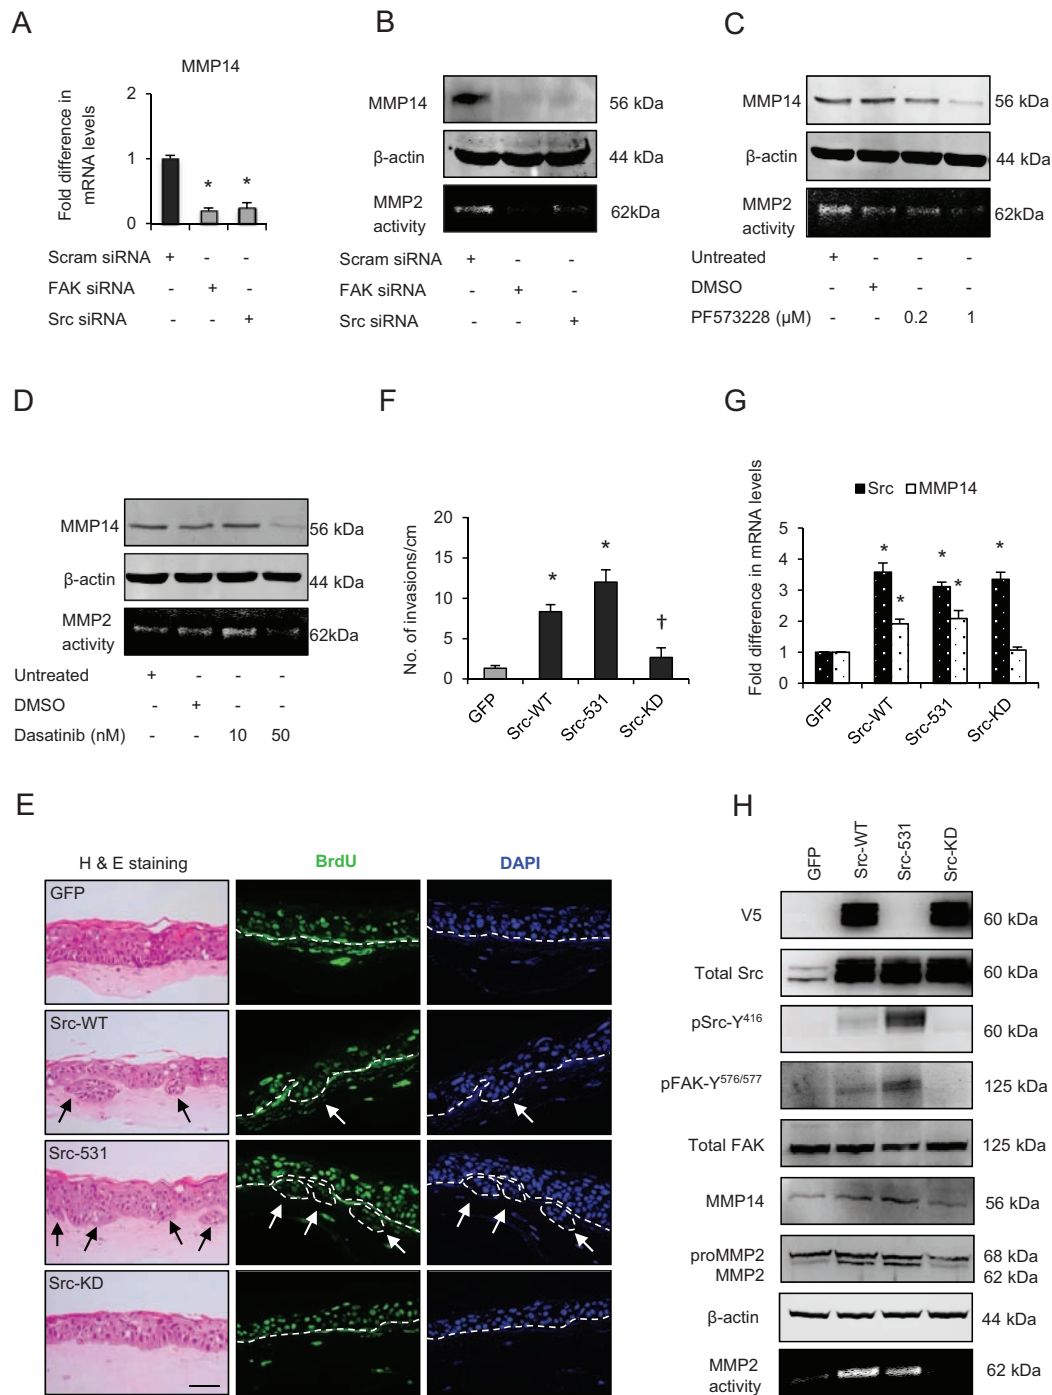 A
MMP14
Fold difference in
mRNA levels
2
1
0
Scram siRNA + - -
FAK siRNA - + -
Src siRNA - - +
* *
B
MMP14 56 kDa
β-actin 44 kDa
MMP2
activity 62kDa
Scram siRNA + - -
FAK siRNA - + -
Src siRNA - - +
C
MMP14 56 kDa
β-actin 44 kDa
MMP2
activity 62kDa
Untreated + - - -
DMSO - + - -
PF573228 (μM) - - 0.2 1
D
MMP14 56 kDa
β-actin 44 kDa
MMP2
activity 62kDa
Untreated + - - -
DMSO - + - -
Dasatinib (nM) - - 10 50
F
No. of invasions/cm
20
15
10
5
0
* * †
GFP Src-WT Src-531 Src-KD
G
Src MMP14
Fold difference in mRNA levels
5
4
3
2
1
0
* * * * *
GFP Src-WT Src-531 Src-KD
E
H & E staining BrdU DAPI
GFP
Src-WT
Src-531
Src-KD
H
GFP Src-WT Src-531 Src-KD
V5 60 kDa
Total Src 60 kDa
pSrc-Y416 60 kDa
pFAK-Y576/577 125 kDa
Total FAK 125 kDa
MMP14 56 kDa
proMMP2 68 kDa
MMP2 62 kDa
β-actin 44 kDa
MMP2
activity 62 kDa